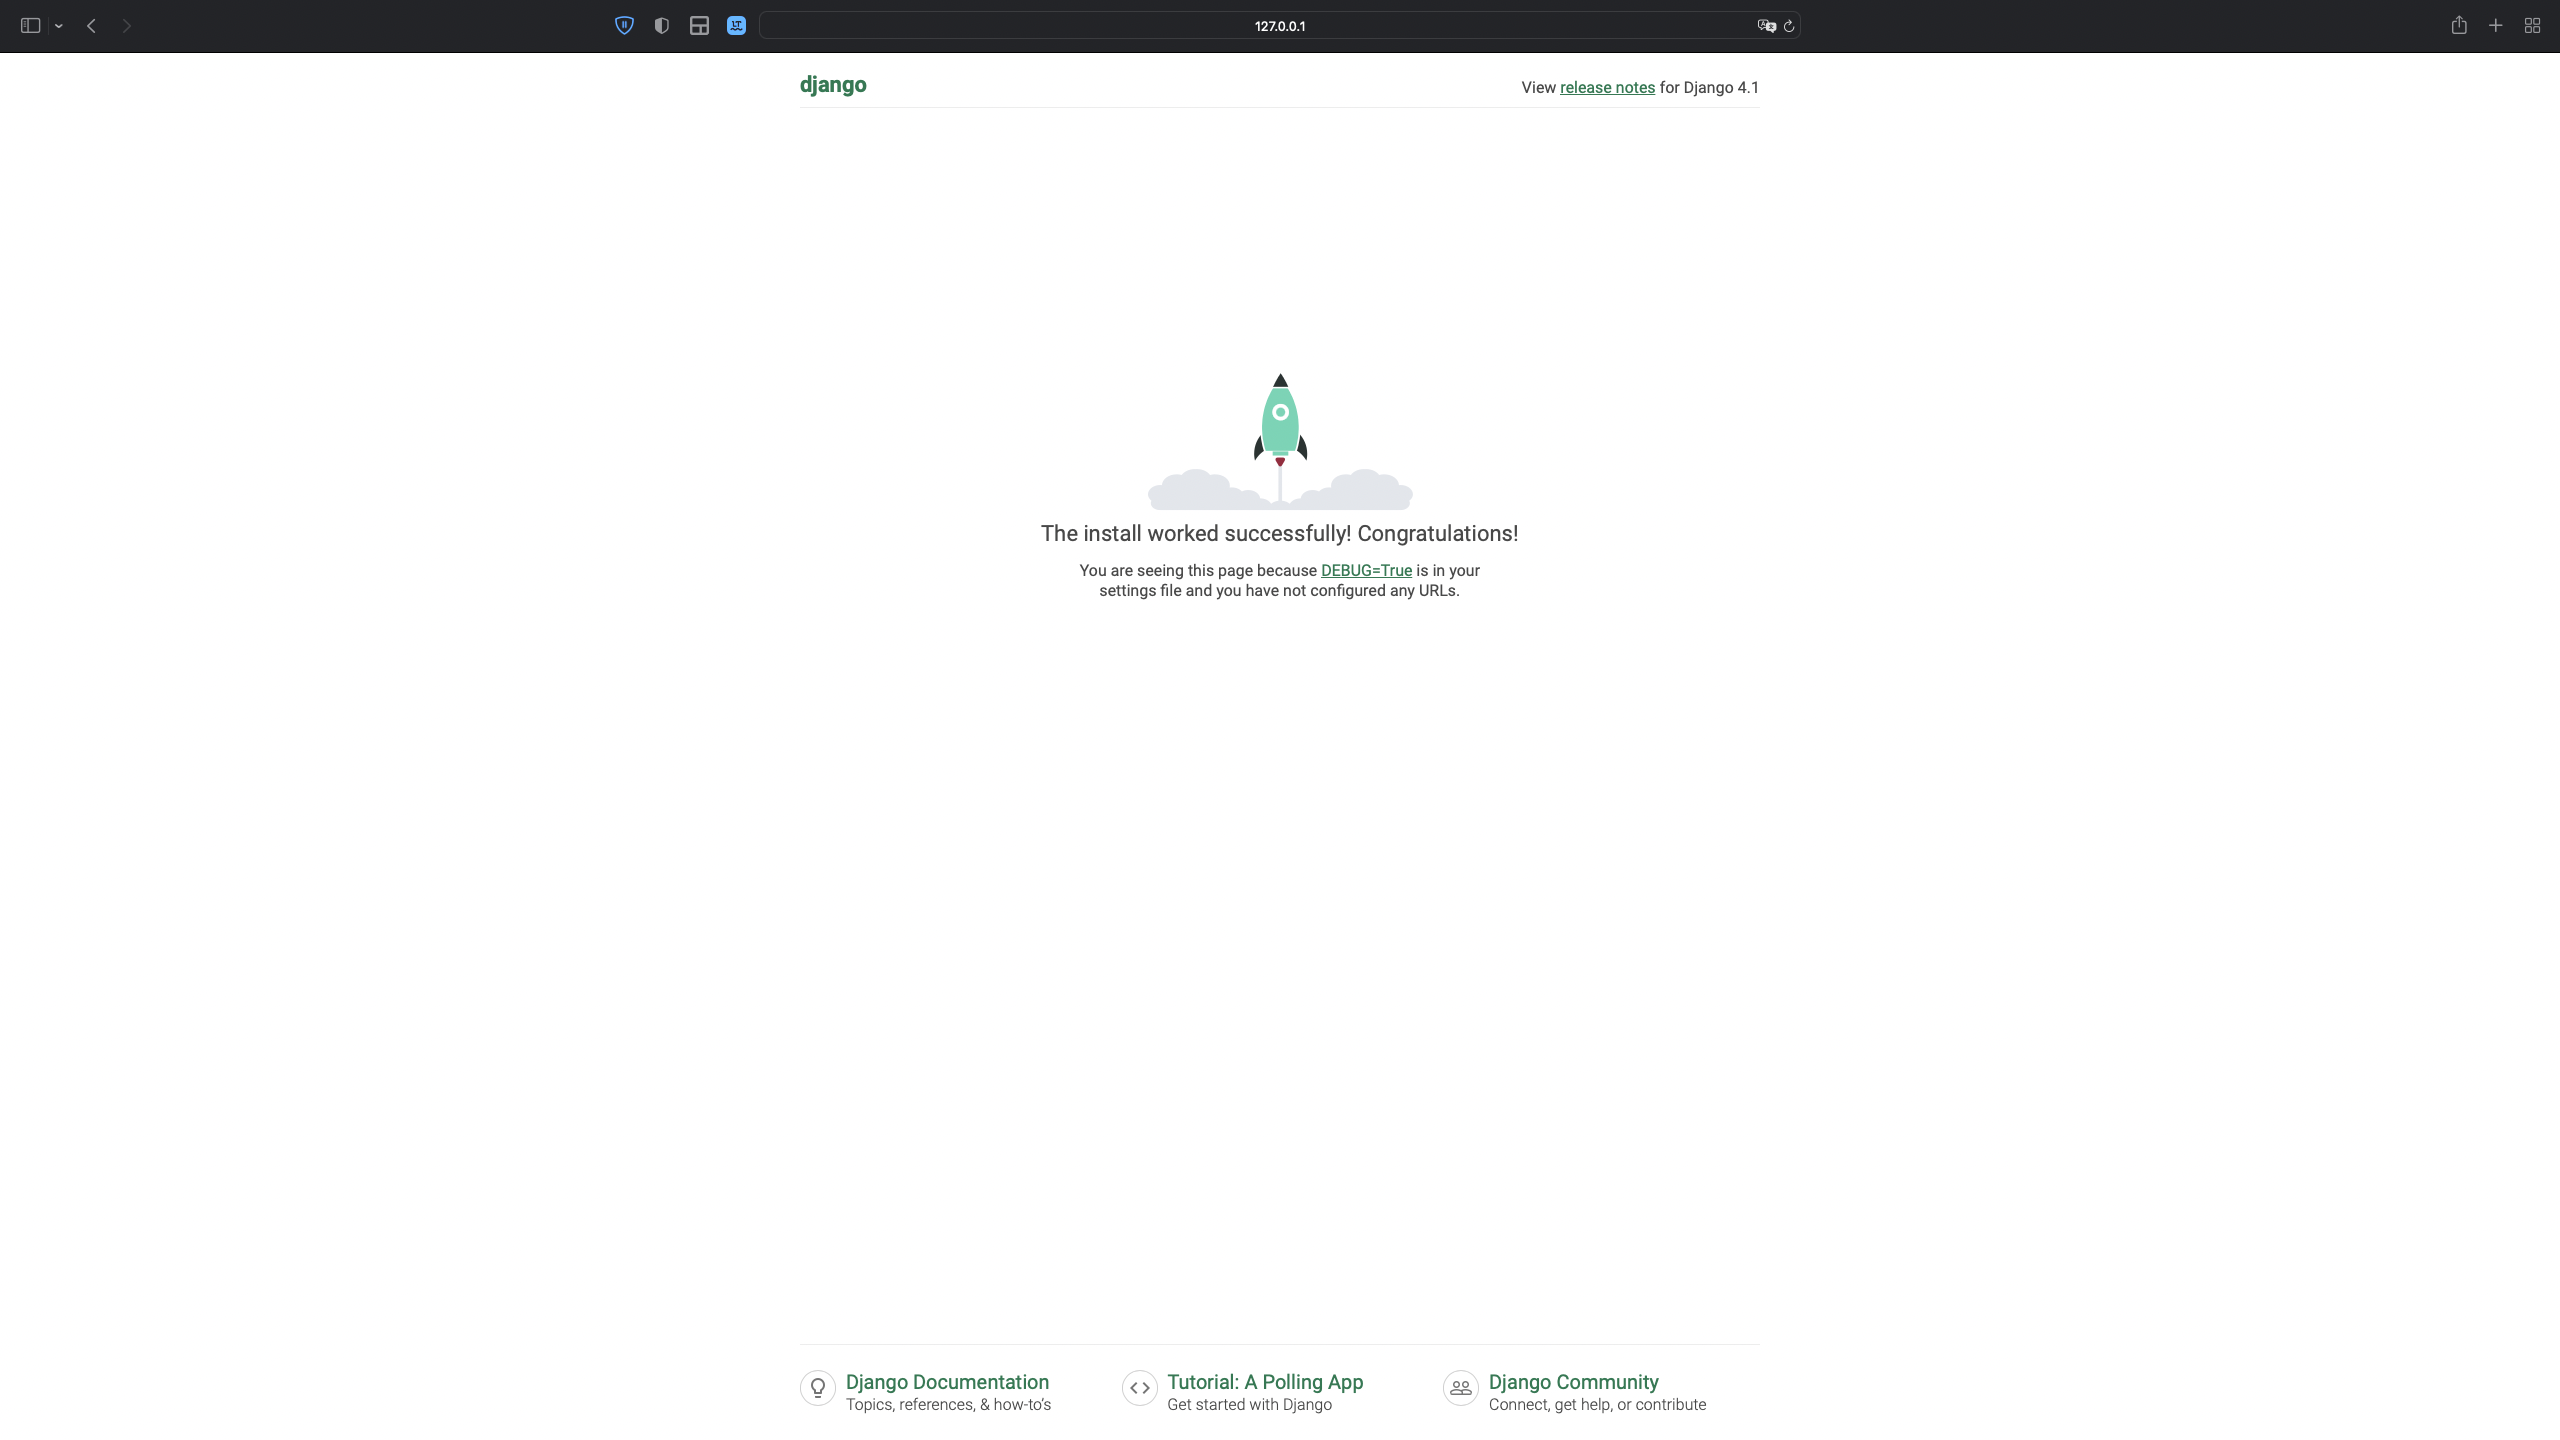 127.0.0.1
django
View release notes for Django 4.1
The install worked successfully! Congratulations!
You are seeing this page because DEBUG=True is in your
settings file and you have not configured any URLs.
Django Documentation
Topics, references, & how-to’s
Tutorial: A Polling App
Get started with Django
Django Community
Connect, get help, or contribute